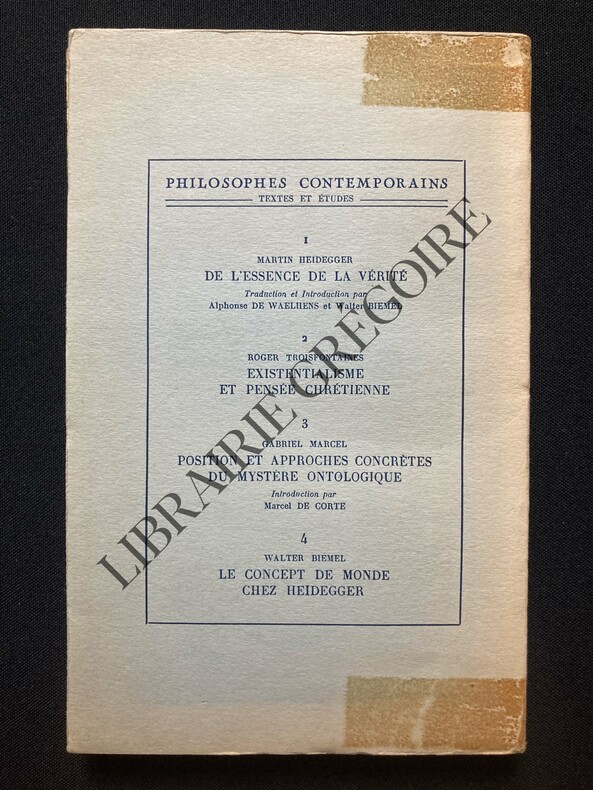 PHILOSOPHES CONTEMPORAINS
TEXTES ET ÉTUDES
1
MARTIN HEIDEGGER
DE L'ESSENCE DE LA VÉRITÉ
Traduction et Introduction par
Alphonse DE WAELHENS et Walter BIEMEL
2
ROGER TROISFONTAINES
EXISTENTIALISME
ET PENSÉE CHRÉTIENNE
3
GABRIEL MARCEL
POSITION ET APPROCHES CONCRÈTES
DU MYSTÈRE ONTOLOGIQUE
Introduction par
Marcel DE CORTE
4
WALTER BIEMEL
LE CONCEPT DE MONDE
CHEZ HEIDEGGER
LIBRAIRIE GRÉGOIRE